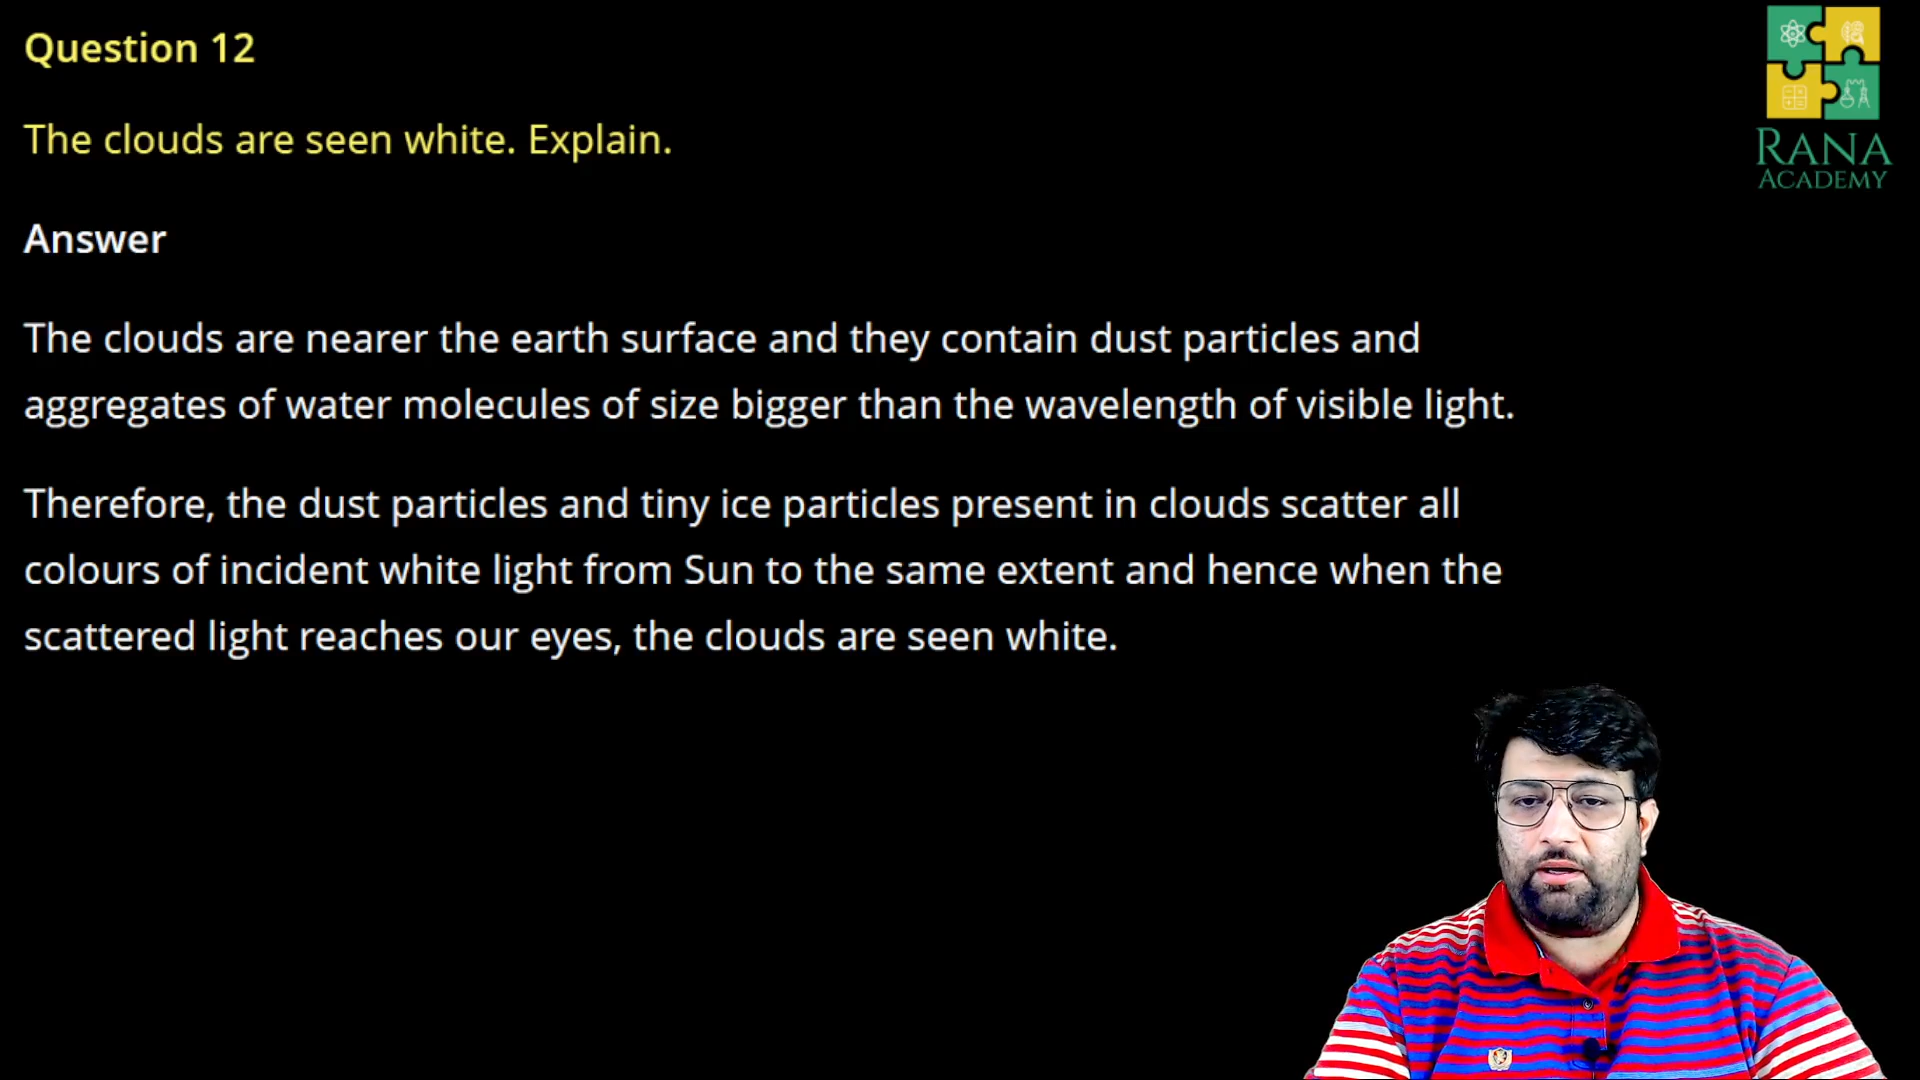 Question 12
The clouds are seen white. Explain.
Answer
The clouds are nearer the earth surface and they contain dust particles and
aggregates of water molecules of size bigger than the wavelength of visible light.
Therefore, the dust particles and tiny ice particles present in clouds scatter all
colours of incident white light from Sun to the same extent and hence when the
scattered light reaches our eyes, the clouds are seen white.
RANA
ACADEMY